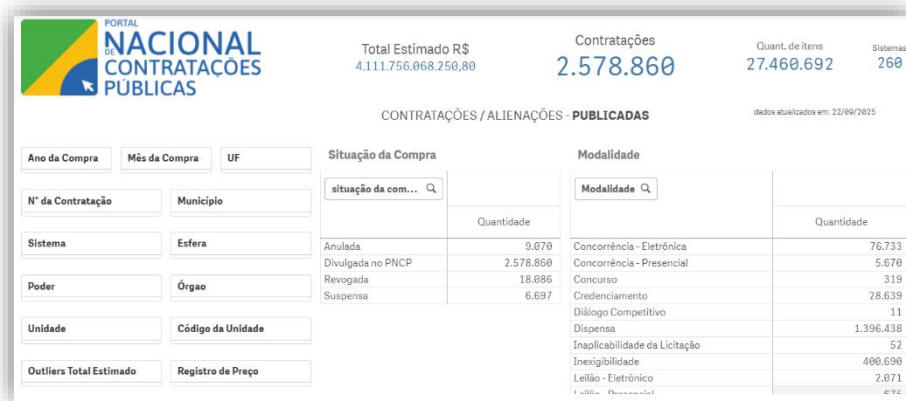 PORTAL
NACIONAL
DE CONTRATAÇÕES
PÚBLICAS
Total Estimado R$
4.111.756.068.250,80
Contratações
2.578.860
Quant. de itens
27.460.692
Sistemas
260
CONTRATAÇÕES / ALIENAÇÕES - PUBLICADAS
dados atualizados em: 22/09/2025
Ano da Compra
Mês da Compra
UF
N° da Contratação
Município
Sistema
Esfera
Poder
Órgao
Unidade
Código da Unidade
Outliers Total Estimado
Registro de Preço
Situação da Compra
situação da com...
Quantidade
Anulada 9.070
Divulgada no PNCP 2.578.860
Revogada 18.086
Suspensa 6.697
Modalidade
Modalidade
Quantidade
Concorrência - Eletrônica 76.733
Concorrência - Presencial 5.670
Concurso 319
Credenciamento 28.639
Diálogo Competitivo 11
Dispensa 1.396.438
Inaplicabilidade da Licitação 52
Inexigibilidade 400.690
Leilão - Eletrônico 2.071
Leilão - Presencial 675